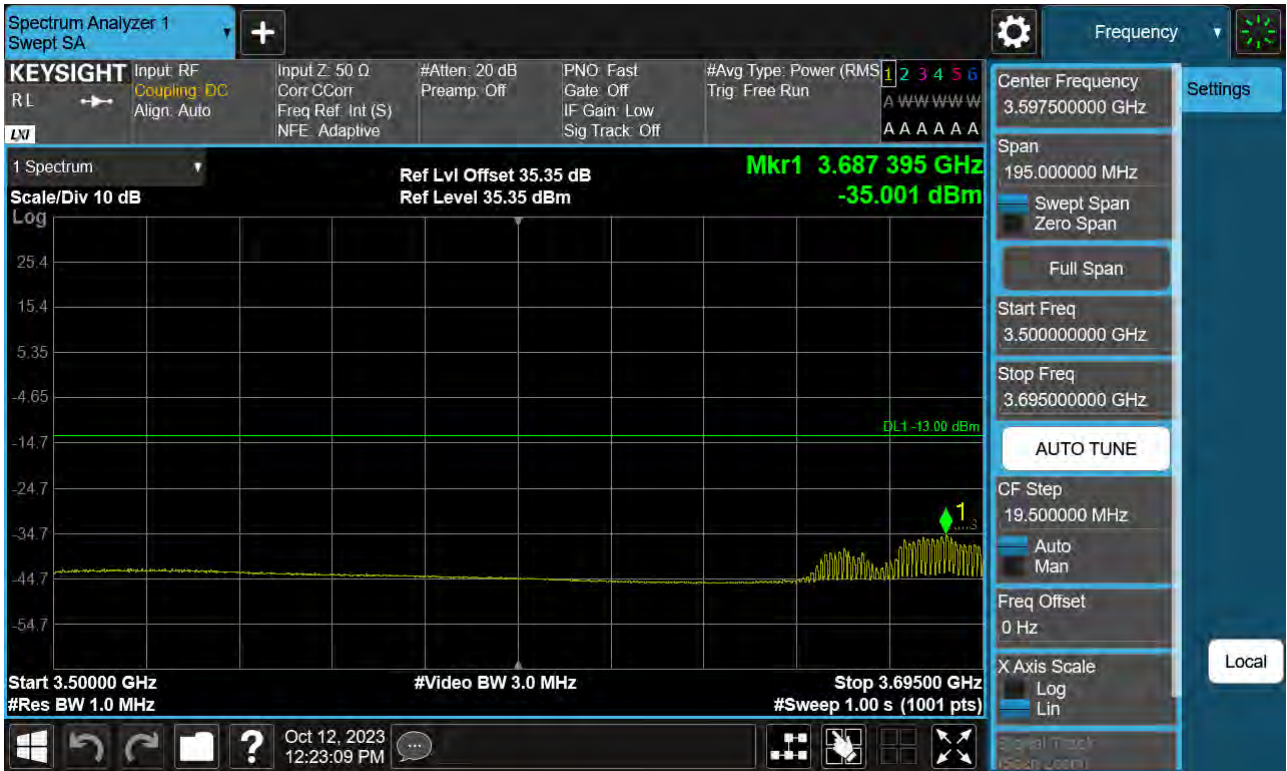 Spectrum Analyzer 1
Swept SA
Frequency
KEYSIGHT
RL
LXI
Input: RF
Coupling: DC
Align: Auto
Input Z: 50 Ω
Corr CCorr
Freq Ref: Int (S)
NFE: Adaptive
#Atten: 20 dB
Preamp: Off
PNO: Fast
Gate: Off
IF Gain: Low
Sig Track: Off
#Avg Type: Power (RMS
Trig: Free Run
1 2 3 4 5 6
A W W W W W
A A A A A A
1 Spectrum
Scale/Div 10 dB
Log
Ref Lvl Offset 35.35 dB
Ref Level 35.35 dBm
Mkr1 3.687 395 GHz
-35.001 dBm
25.4
15.4
5.35
-4.65
-14.7
-24.7
-34.7
-44.7
-54.7
DL1 -13.00 dBm
1
Start 3.50000 GHz
#Res BW 1.0 MHz
#Video BW 3.0 MHz
Stop 3.69500 GHz
#Sweep 1.00 s (1001 pts)
Center Frequency
3.597500000 GHz
Settings
Span
195.000000 MHz
Swept Span
Zero Span
Full Span
Start Freq
3.500000000 GHz
Stop Freq
3.695000000 GHz
AUTO TUNE
CF Step
19.500000 MHz
Auto
Man
Freq Offset
0 Hz
X Axis Scale
Log
Lin
Signal Track
(Span Zoom)
Local
?
Oct 12, 2023
12:23:09 PM